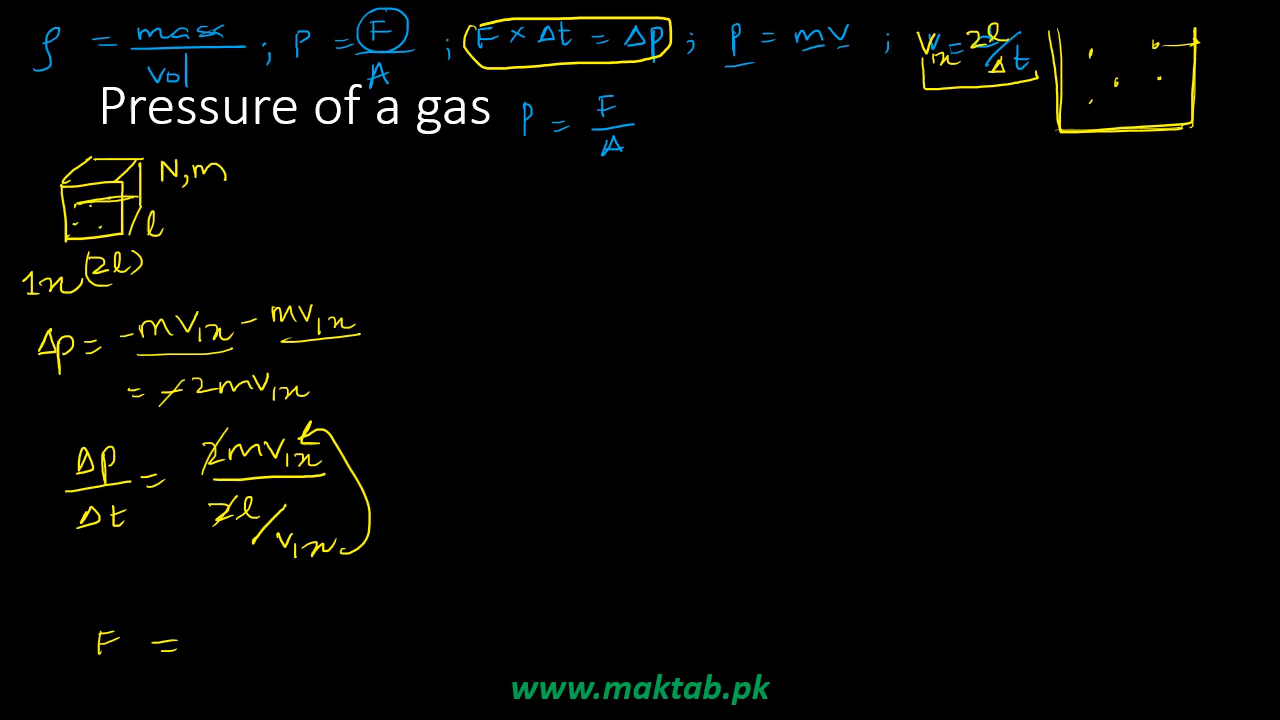 ρ = mass / vol ; P = F / A ; F × Δt = Δp ; p = mv ; V₁ₓ = 2l / Δt
Pressure of a gas P = F / A
N, m
l
1x (2l)
Δp = -mv₁ₓ - mv₁ₓ
= -2mv₁ₓ
Δp / Δt = 2mv₁ₓ / 2l / v₁ₓ
F =
www.maktab.pk